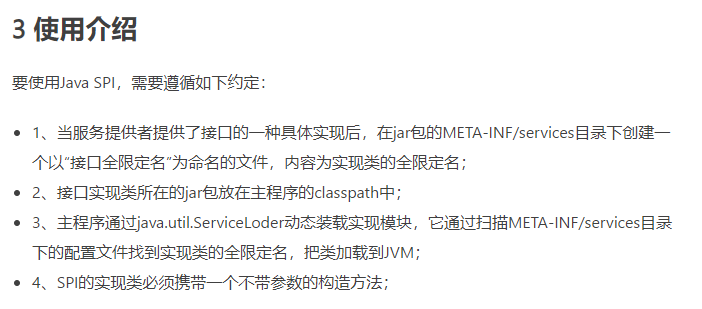 3 使用介绍
要使用Java SPI，需要遵循如下约定：
• 1、当服务提供者提供了接口的一种具体实现后，在jar包的META-INF/services目录下创建一
个以“接口全限定名”为命名的文件，内容为实现类的全限定名；
• 2、接口实现类所在的jar包放在主程序的classpath中；
• 3、主程序通过java.util.ServiceLoder动态装载实现模块，它通过扫描META-INF/services目录
下的配置文件找到实现类的全限定名，把类加载到JVM；
• 4、SPI的实现类必须携带一个不带参数的构造方法；